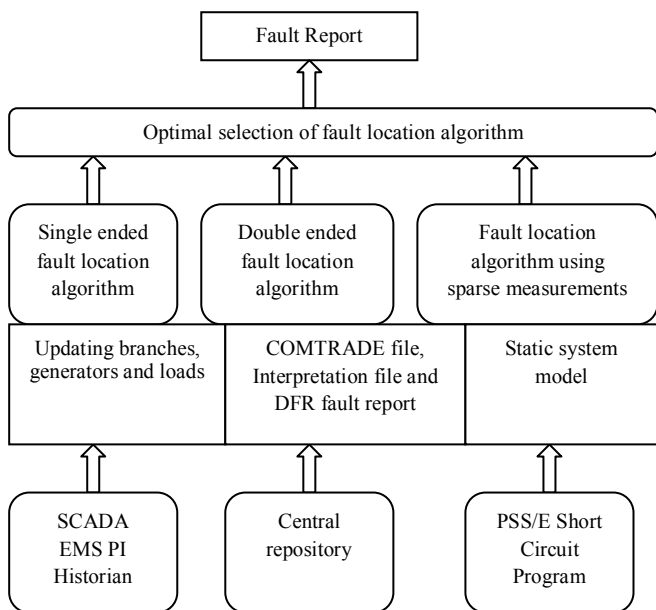 Fault Report
Optimal selection of fault location algorithm
Single ended
fault location
algorithm
Double ended
fault location
algorithm
Fault location
algorithm using
sparse measurements
Updating branches,
generators and loads
COMTRADE file,
Interpretation file and
DFR fault report
Static system
model
SCADA
EMS PI
Historian
Central
repository
PSS/E Short
Circuit
Program